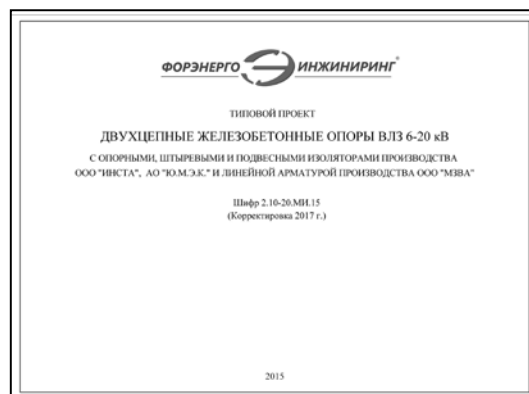 ФОРЭНЕРГО ИНЖИНИРИНГ®
ТИПОВОЙ ПРОЕКТ
ДВУХЦЕПНЫЕ ЖЕЛЕЗОБЕТОННЫЕ ОПОРЫ ВЛЗ 6-20 кВ
С ОПОРНЫМИ, ШТЫРЕВЫМИ И ПОДВЕСНЫМИ ИЗОЛЯТОРАМИ ПРОИЗВОДСТВА
ООО "ИНСТА", АО "Ю.М.Э.К." И ЛИНЕЙНОЙ АРМАТУРОЙ ПРОИЗВОДСТВА ООО "МЗВА"
Шифр 2.10-20.МИ.15
(Корректировка 2017 г.)
2015